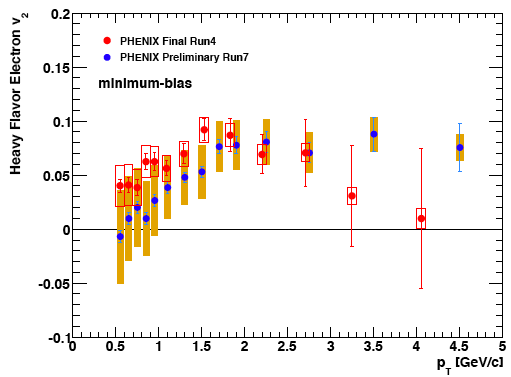 0.2
PHENIX Final Run4
PHENIX Preliminary Run7
minimum-bias
0.15
0.1
0.05
0
-0.05
-0.1
Heavy Flavor Electron v2
0 0.5 1 1.5 2 2.5 3 3.5 4 4.5 5
pT [GeV/c]